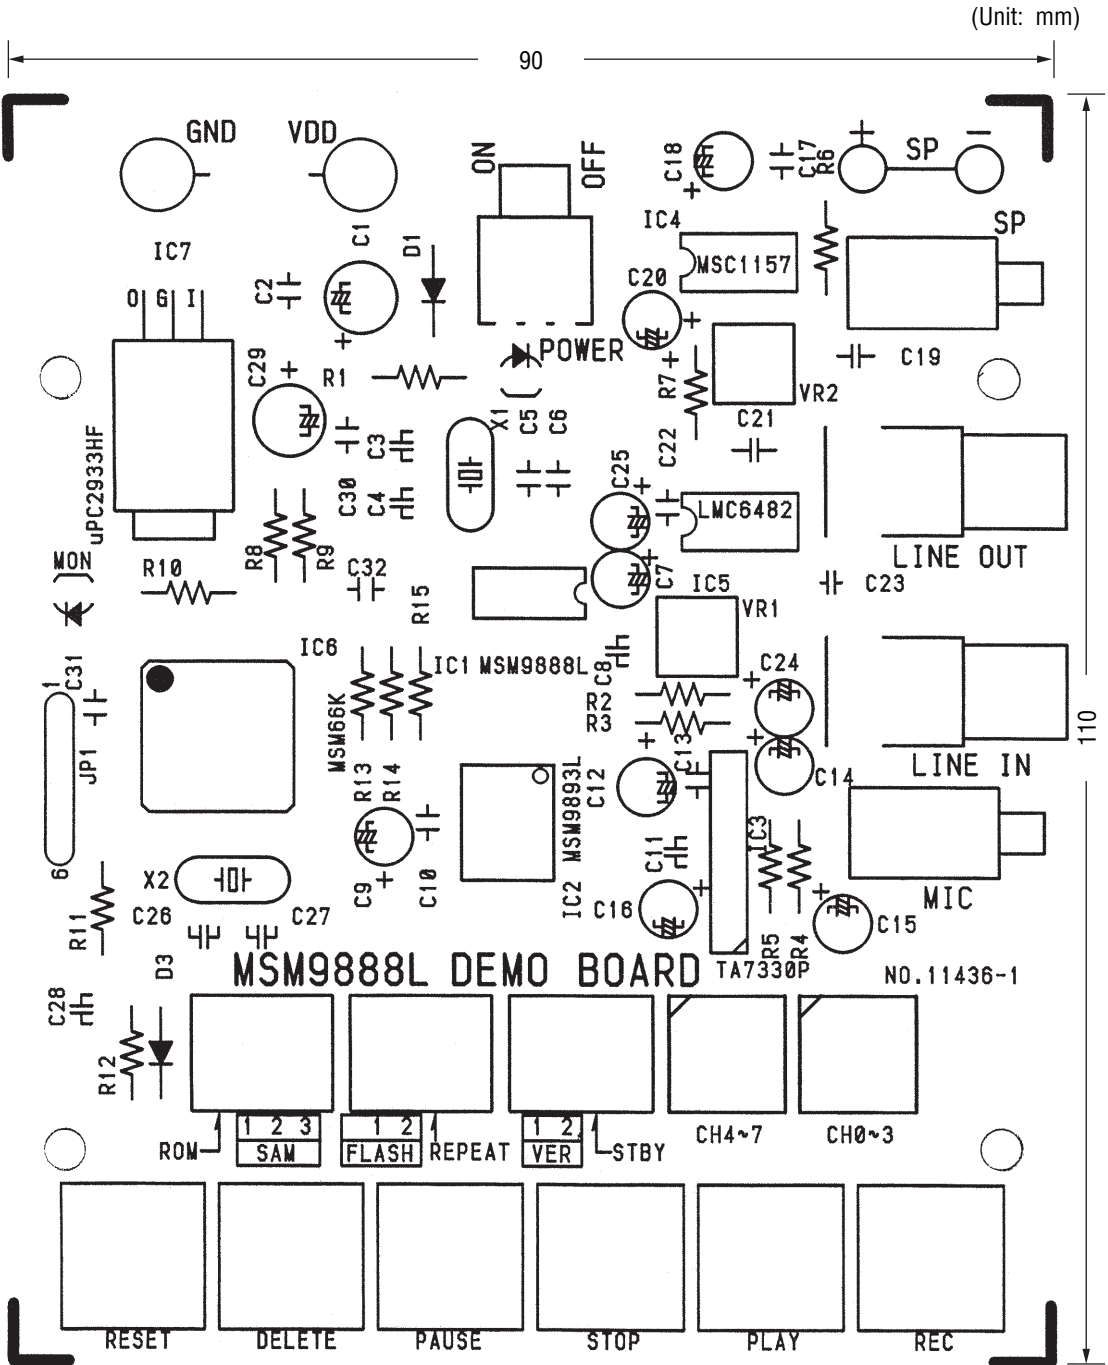 (Unit: mm)
90
GND VDD
ON OFF
C18 C17 R6 + SP −
+
IC7 C1 D1 IC4 SP
MSC1157
C2 C20
O G I
+ +
POWER
C29 + R1 R7 + C19
VR2
X1 C5 C6 C21
uPC2933HF C3 C22
C30 C4 C25 +
LMC6482
R8 R9 LINE OUT
MON R10 C32 + C7 IC5 C23
R15 VR1
IC6 IC1 MSM9888L C8 C24
1 C31 + R2
MSM66K R3
110
JP1 + C13 + LINE IN
R13 R14 MSM9893L C12 C14
IC3
C11
6 X2 C9 + C10 IC2 C16 + + MIC
R11 C26 C27 C15
R5 R4
D3 MSM9888L DEMO BOARD TA7330P NO.11436-1
C28
R12
1 2 3 1 2 1 2
ROM SAM FLASH REPEAT VER STBY CH4~7 CH0~3
RESET DELETE PAUSE STOP PLAY REC